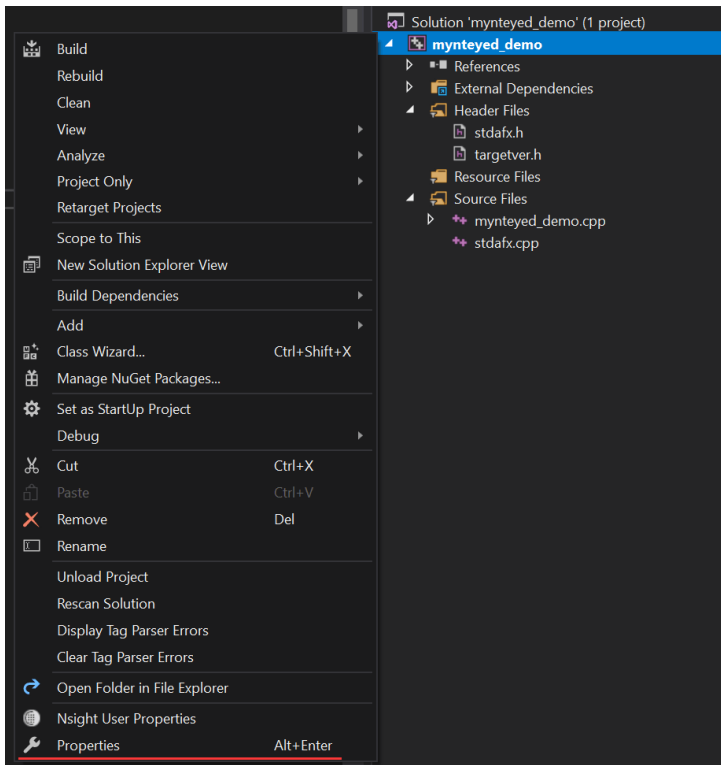 Build
Rebuild
Clean
View
Analyze
Project Only
Retarget Projects
Scope to This
New Solution Explorer View
Build Dependencies
Add
Class Wizard... Ctrl+Shift+X
Manage NuGet Packages...
Set as StartUp Project
Debug
Cut Ctrl+X
Paste Ctrl+V
Remove Del
Rename
Unload Project
Rescan Solution
Display Tag Parser Errors
Clear Tag Parser Errors
Open Folder in File Explorer
Nsight User Properties
Properties Alt+Enter
Solution 'mynteyed_demo' (1 project)
mynteyed_demo
References
External Dependencies
Header Files
stdafx.h
targetver.h
Resource Files
Source Files
mynteyed_demo.cpp
stdafx.cpp